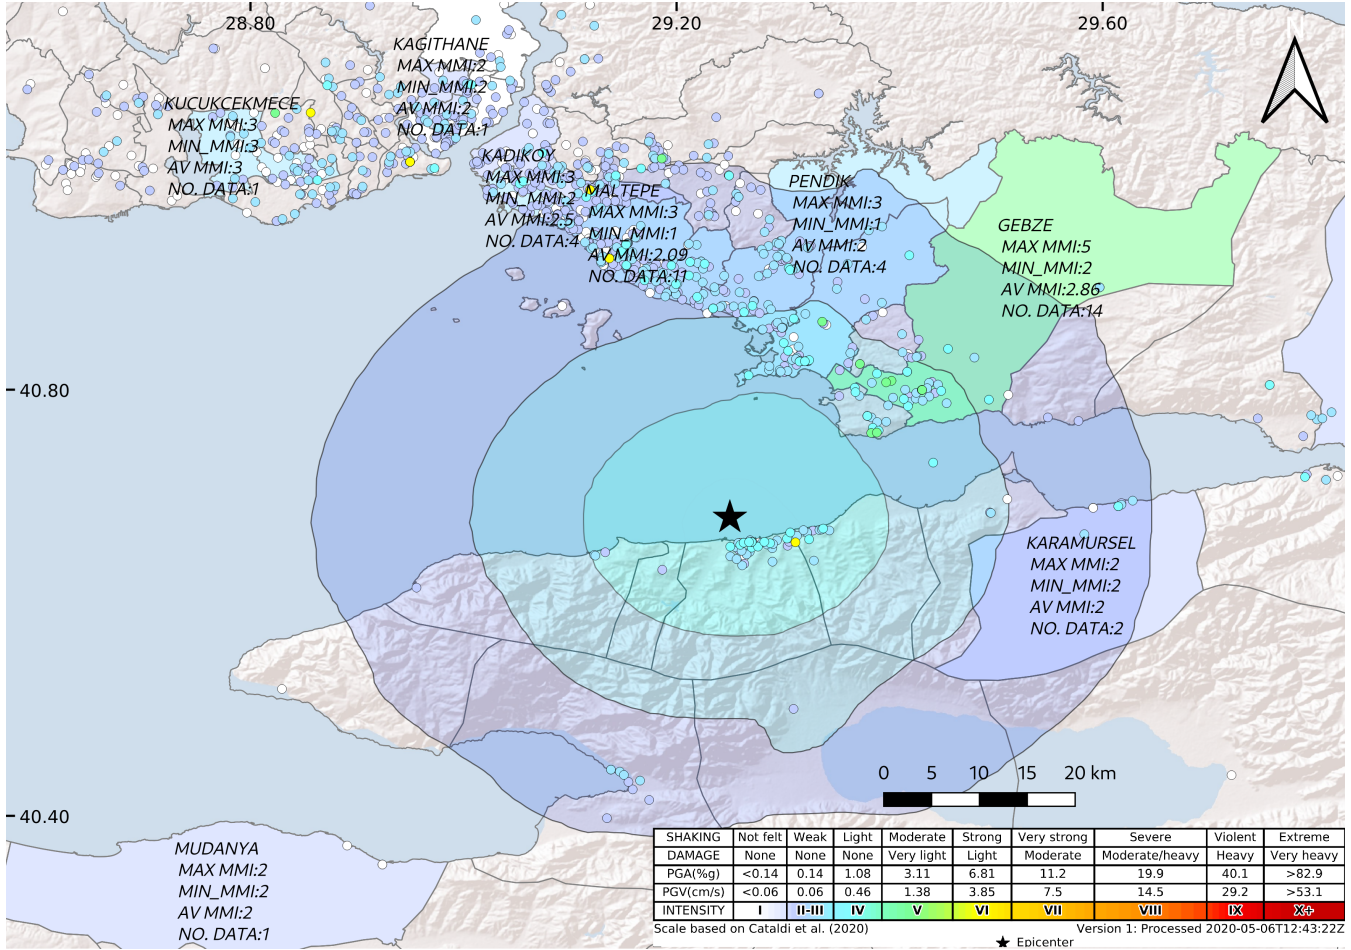 28.80
29.20
29.60
KAGITHANE
MAX MMI:2
MIN_MMI:2
AV MMI:2
NO. DATA:1
KUCUKCEKMECE
MAX MMI:3
MIN_MMI:3
AV MMI:3
NO. DATA:1
KADIKOY
MAX MMI:3
MIN_MMI:2
AV MMI:2.5
NO. DATA:4
MALTEPE
MAX MMI:3
MIN_MMI:1
AV MMI:2.09
NO. DATA:11
PENDIK
MAX MMI:3
MIN_MMI:1
AV MMI:2
NO. DATA:4
GEBZE
MAX MMI:5
MIN_MMI:2
AV MMI:2.86
NO. DATA:14
40.80
KARAMURSEL
MAX MMI:2
MIN_MMI:2
AV MMI:2
NO. DATA:2
0 5 10 15 20 km
40.40
MUDANYA
MAX MMI:2
MIN_MMI:2
AV MMI:2
NO. DATA:1
SHAKING Not felt Weak Light Moderate Strong Very strong Severe Violent Extreme
DAMAGE None None None Very light Light Moderate Moderate/heavy Heavy Very heavy
PGA(%g) <0.14 0.14 1.08 3.11 6.81 11.2 19.9 40.1 >82.9
PGV(cm/s) <0.06 0.06 0.46 1.38 3.85 7.5 14.5 29.2 >53.1
INTENSITY I II-III IV V VI VII VIII IX X+
Scale based on Cataldi et al. (2020) Version 1: Processed 2020-05-06T12:43:22Z
Epicenter